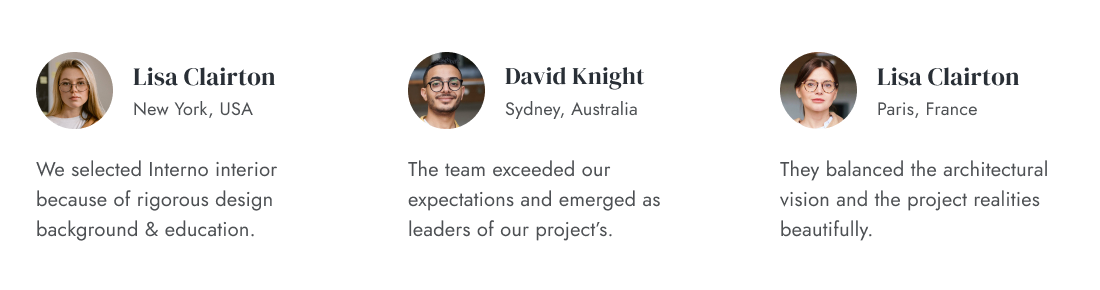 Lisa Clairton
New York, USA
We selected Interno interior
because of rigorous design
background & education.
David Knight
Sydney, Australia
The team exceeded our
expectations and emerged as
leaders of our project’s.
Lisa Clairton
Paris, France
They balanced the architectural
vision and the project realities
beautifully.